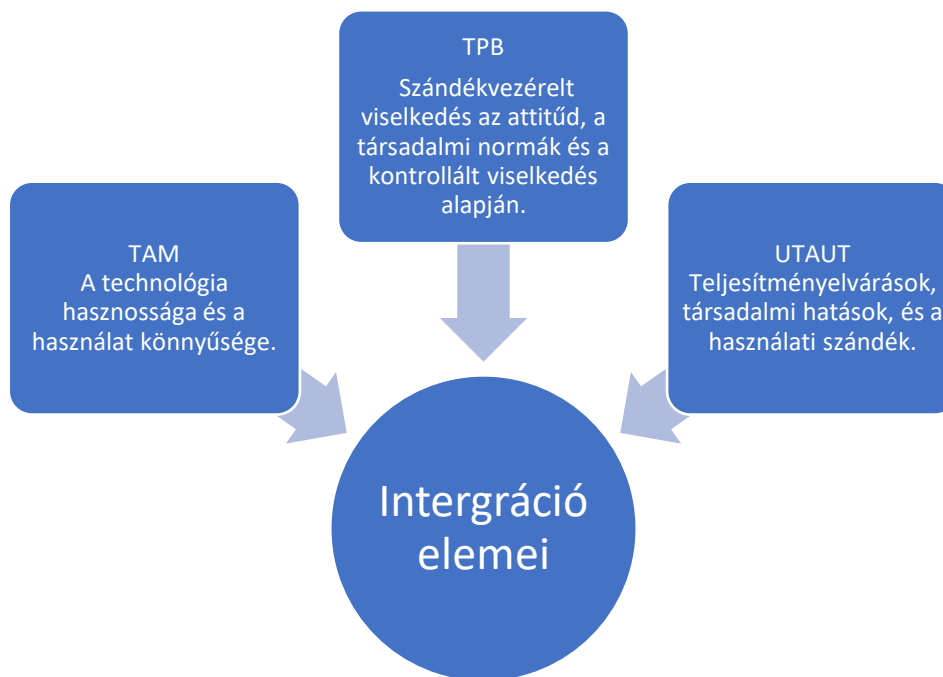 TPB
Szándékvezérelt
viselkedés az attitűd, a
társadalmi normák és a
kontrollált viselkedés
alapján.
TAM
A technológia
hasznossága és a
használat könnyűsége.
UTAUT
Teljesítményelvárások,
társadalmi hatások, és a
használati szándék.
Intergráció
elemei